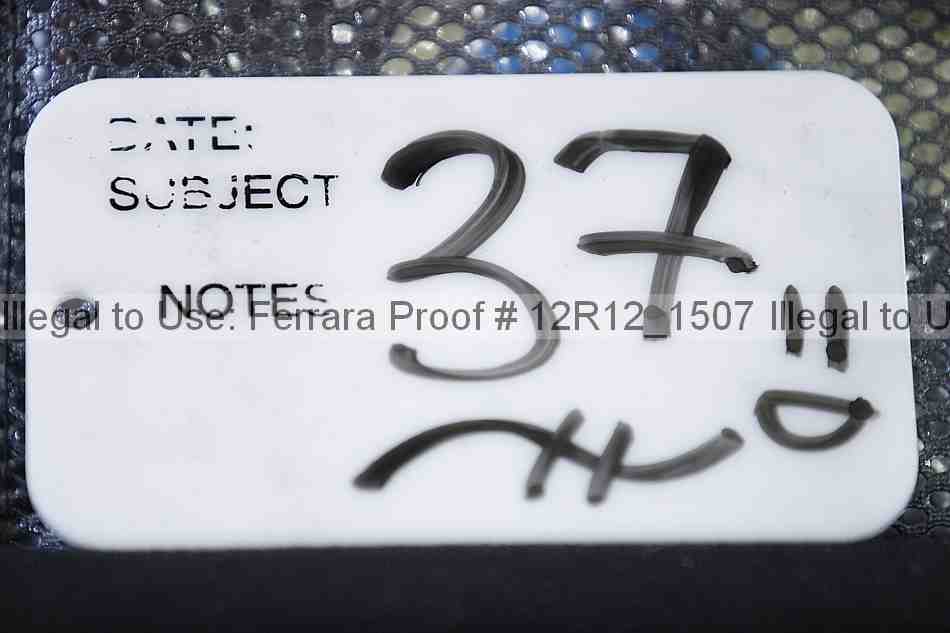 DATE:
SUBJECT
37
NOTES
Illegal to Use. Ferrara Proof # 12R12_1507 Illegal to U